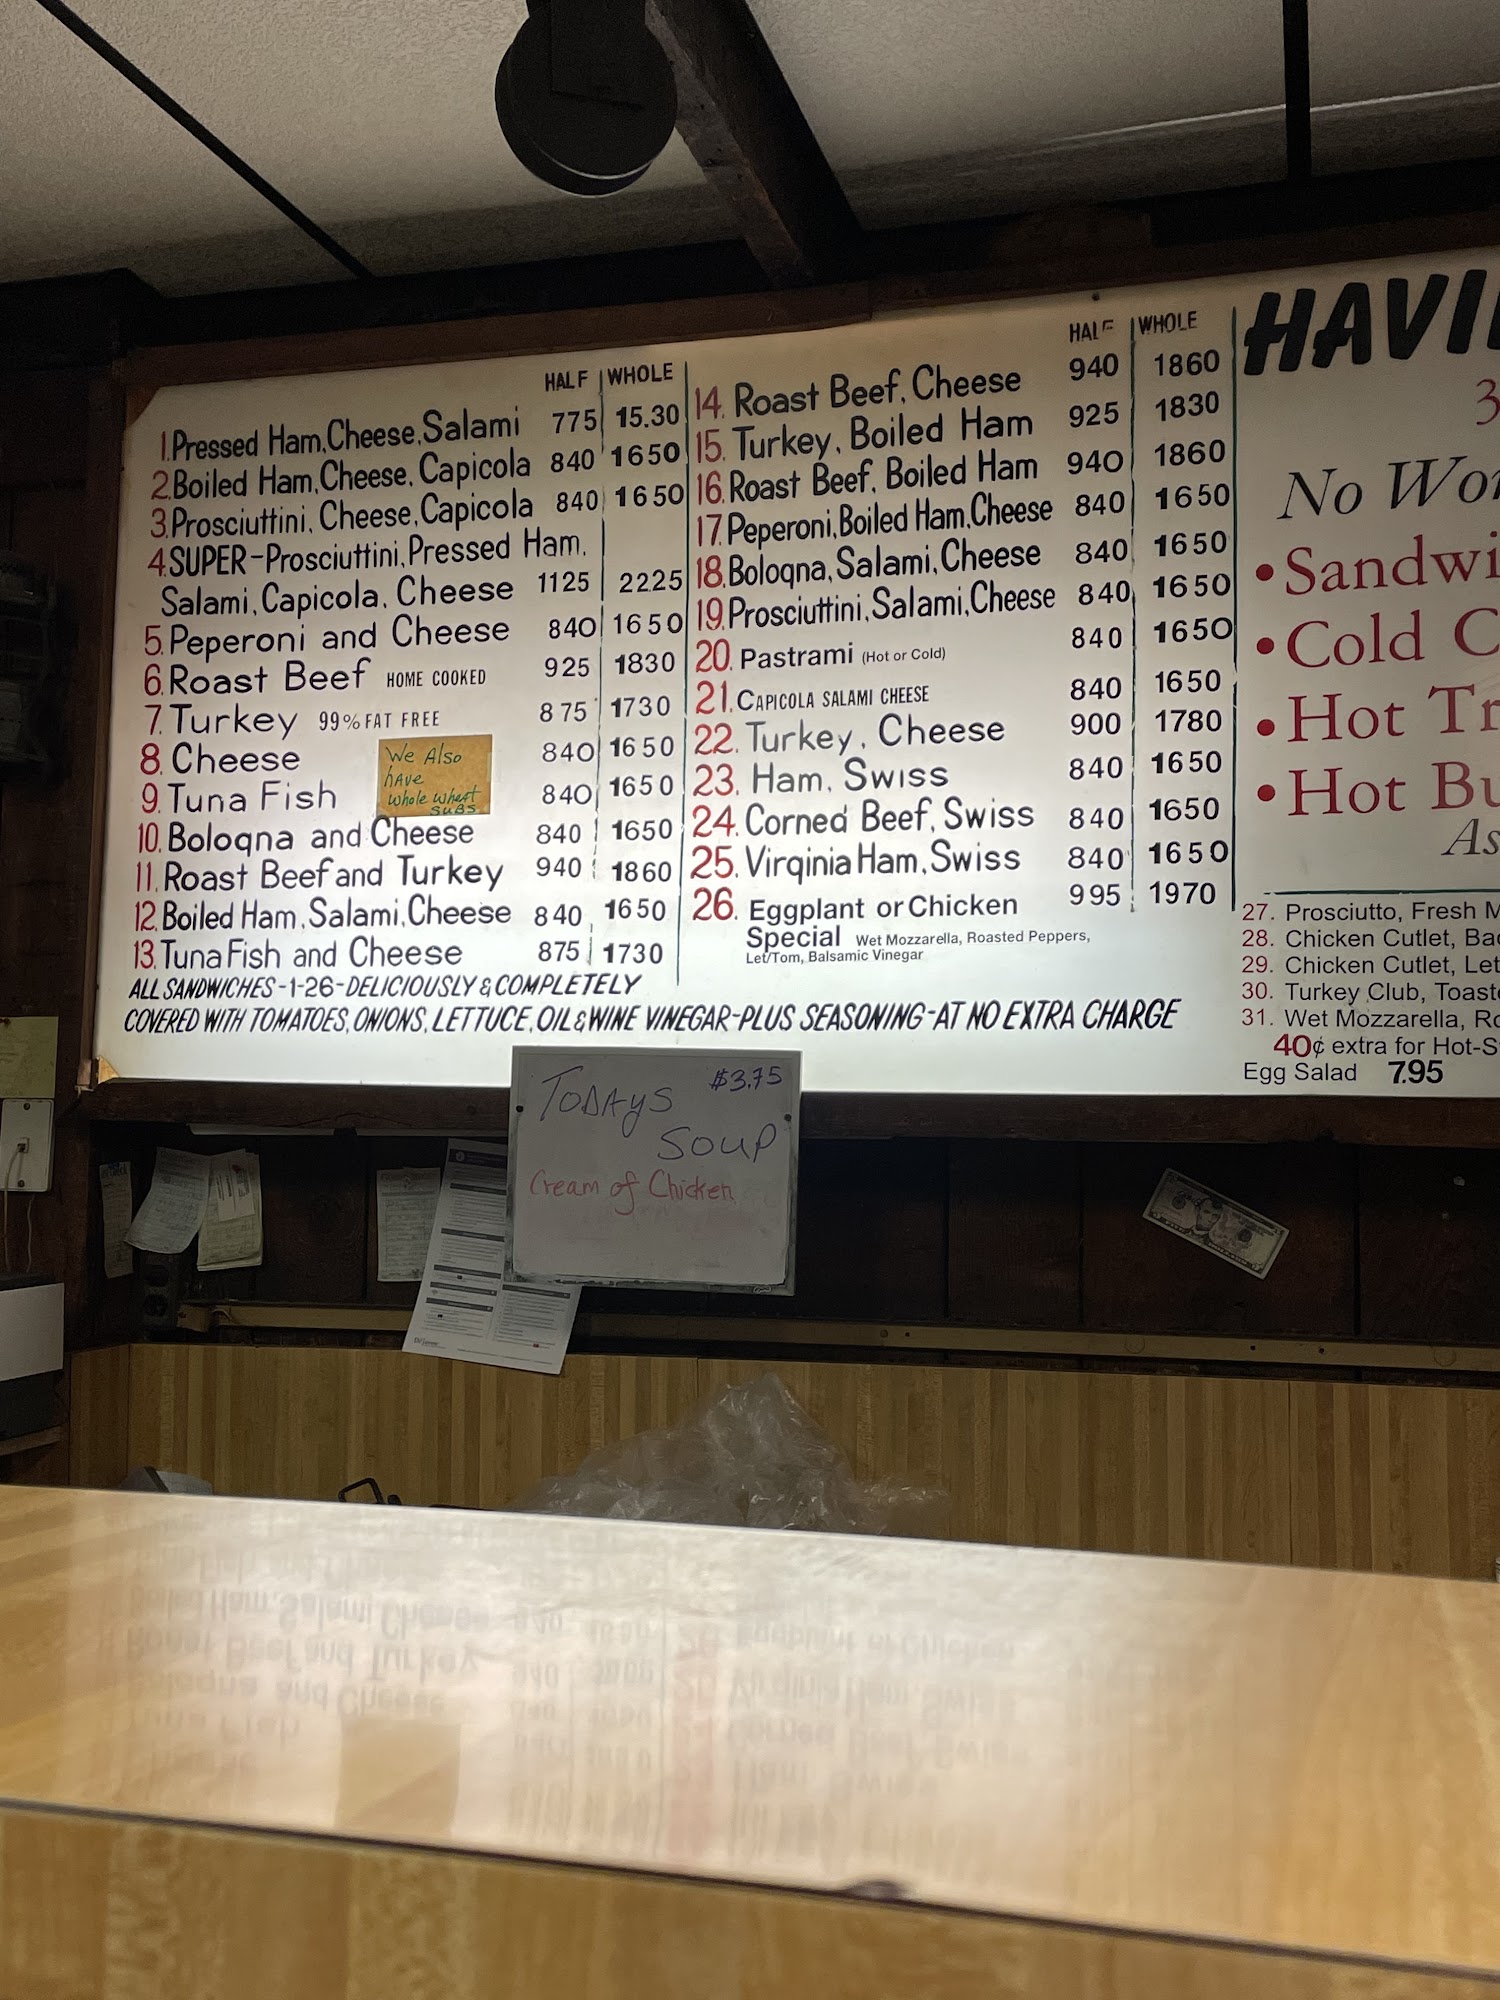 HALF WHOLE
1. Pressed Ham, Cheese, Salami 775 15.30
2. Boiled Ham, Cheese, Capicola 840 1650
3. Prosciuttini, Cheese, Capicola 840 1650
4. SUPER-Prosciuttini, Pressed Ham,
Salami, Capicola, Cheese 1125 2225
5. Peperoni and Cheese 840 1650
6. Roast Beef HOME COOKED 925 1830
7. Turkey 99% FAT FREE 875 1730
8. Cheese 840 1650
9. Tuna Fish 840 1650
We Also
have
whole wheat
SUBS
10. Bologna and Cheese 840 1650
11. Roast Beef and Turkey 940 1860
12. Boiled Ham, Salami, Cheese 840 1650
13. Tuna Fish and Cheese 875 1730
HALF WHOLE
14. Roast Beef, Cheese 940 1860
15. Turkey, Boiled Ham 925 1830
16. Roast Beef, Boiled Ham 940 1860
17. Peperoni, Boiled Ham, Cheese 840 1650
18. Bologna, Salami, Cheese 840 1650
19. Prosciuttini, Salami, Cheese 840 1650
20. Pastrami (Hot or Cold) 840 1650
21. CAPICOLA SALAMI CHEESE 840 1650
22. Turkey, Cheese 900 1780
23. Ham, Swiss 840 1650
24. Corned Beef, Swiss 840 1650
25. Virginia Ham, Swiss 840 1650
26. Eggplant or Chicken 995 1970
Special Wet Mozzarella, Roasted Peppers,
Let/Tom, Balsamic Vinegar
ALL SANDWICHES-1-26-DELICIOUSLY & COMPLETELY
COVERED WITH TOMATOES, ONIONS, LETTUCE, OIL & WINE VINEGAR-PLUS SEASONING-AT NO EXTRA CHARGE
HAVI
3
No Wor
• Sandwi
• Cold C
• Hot Tr
• Hot Bu
As
27. Prosciutto, Fresh M
28. Chicken Cutlet, Bac
29. Chicken Cutlet, Let
30. Turkey Club, Toaste
31. Wet Mozzarella, Ro
40¢ extra for Hot-S
Egg Salad 7.95
TODAYS $3.75
SOUP
Cream of Chicken